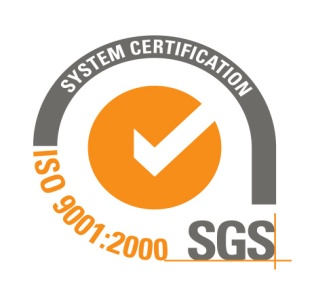 SYSTEM CERTIFICATION
ISO 9001:2000
SGS